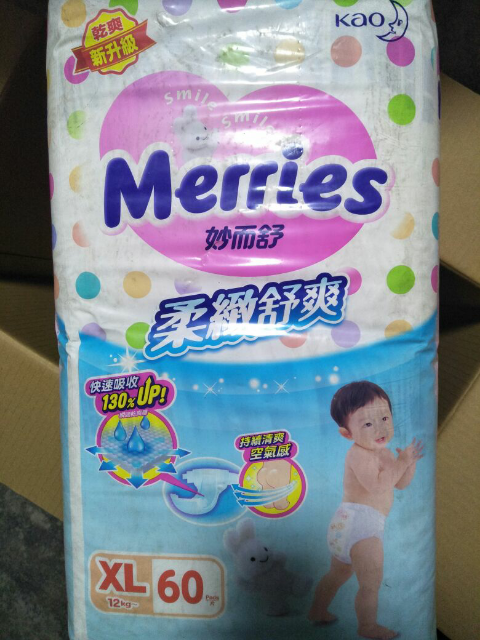 乾爽
新升級
Kao
Smile Smile
Merries
妙而舒
柔緻舒爽
快速吸收
130% UP!
持續清爽
空氣感
XL 60
12kg~